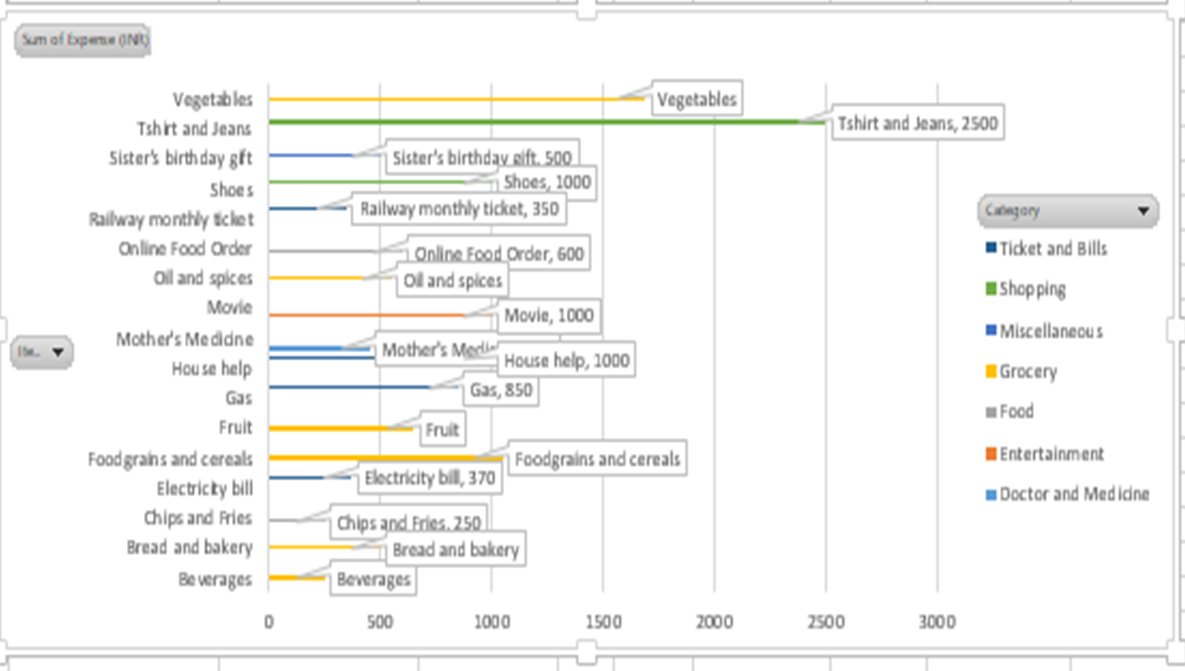 Sum of Expense (INR)
Vegetables
Tshirt and Jeans
Sister's birthday gift
Shoes
Railway monthly ticket
Online Food Order
Oil and spices
Movie
Mother's Medicine
House help
Gas
Fruit
Foodgrains and cereals
Electricity bill
Chips and Fries
Bread and bakery
Beverages
Vegetables
Tshirt and Jeans, 2500
Sister's birthday gift, 500
Shoes, 1000
Railway monthly ticket, 350
Online Food Order, 600
Oil and spices
Movie, 1000
Mother's
House help, 1000
Gas, 850
Fruit
Foodgrains and cereals
Electricity bill, 370
Chips and Fries, 250
Bread and bakery
Beverages
0 500 1000 1500 2000 2500 3000
Category
Ticket and Bills
Shopping
Miscellaneous
Grocery
Food
Entertainment
Doctor and Medicine